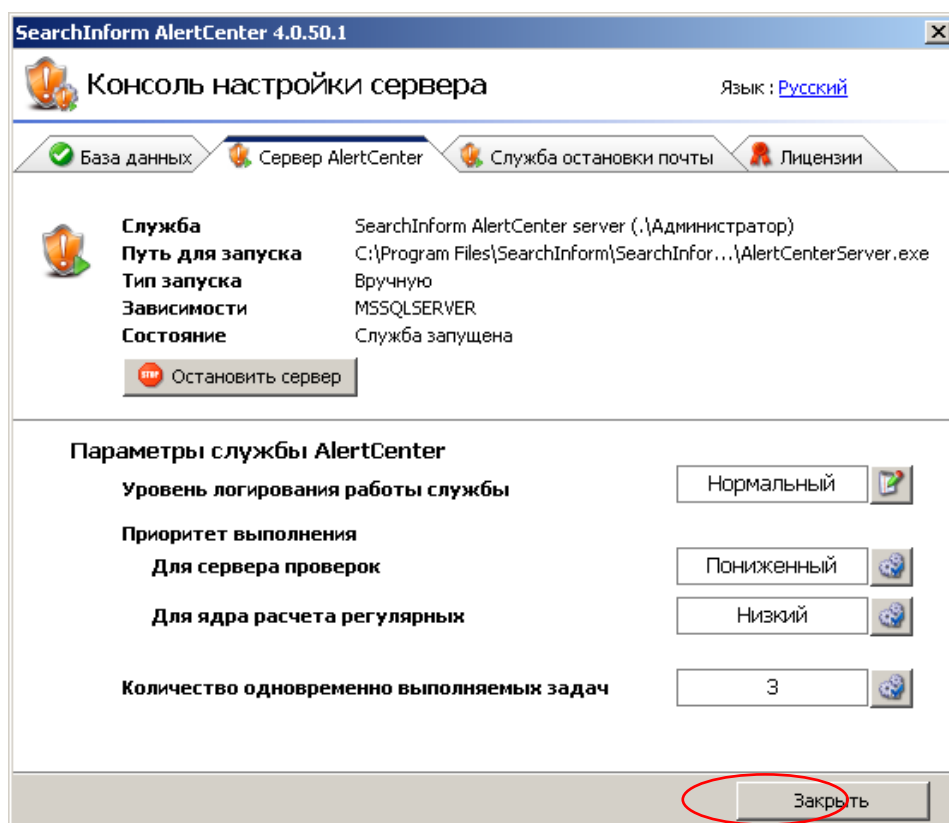 SearchInform AlertCenter 4.0.50.1
Консоль настройки сервера
Язык : Русский
База данных
Сервер AlertCenter
Служба остановки почты
Лицензии
Служба SearchInform AlertCenter server (.\Администратор)
Путь для запуска C:\Program Files\SearchInform\SearchInfor...\AlertCenterServer.exe
Тип запуска Вручную
Зависимости MSSQLSERVER
Состояние Служба запущена
STOP Остановить сервер
Параметры службы AlertCenter
Уровень логирования работы службы Нормальный
Приоритет выполнения
Для сервера проверок Пониженный
Для ядра расчета регулярных Низкий
Количество одновременно выполняемых задач 3
Закрыть